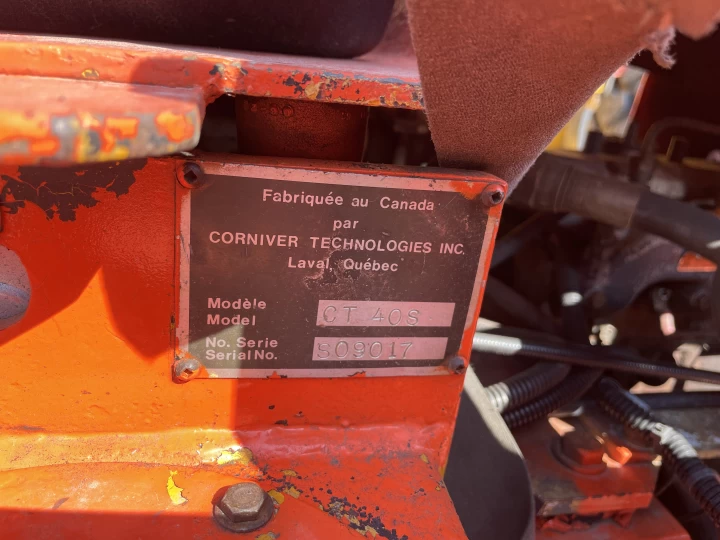 Fabriquée au Canada
par
CORNIVER TECHNOLOGIES INC.
Laval, Québec
Modèle
Model CT 40S
No. Serie
Serial No. 809017